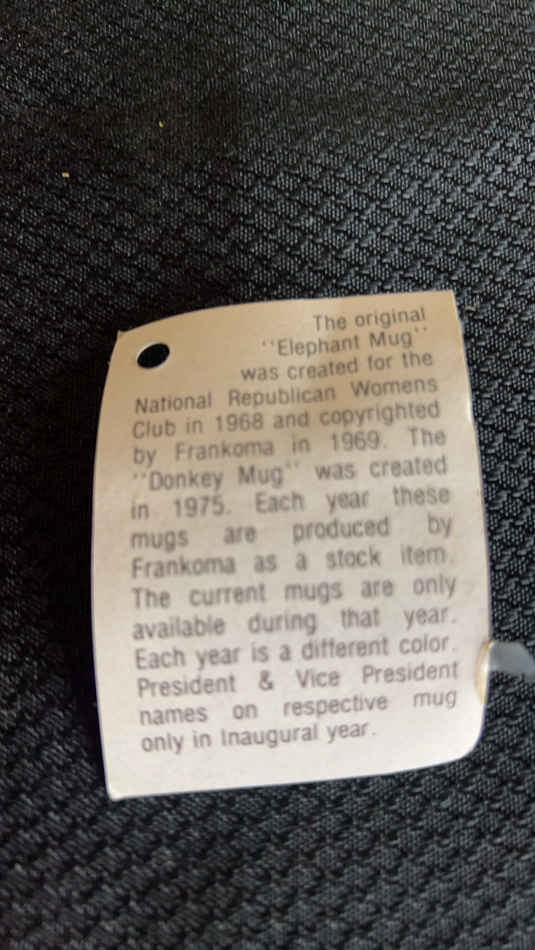 The original
''Elephant Mug''
was created for the
National Republican Womens
Club in 1968 and copyrighted
by Frankoma in 1969. The
''Donkey Mug'' was created
in 1975. Each year these
mugs are produced by
Frankoma as a stock item.
The current mugs are only
available during that year.
Each year is a different color.
President & Vice President
names on respective mug
only in Inaugural year.